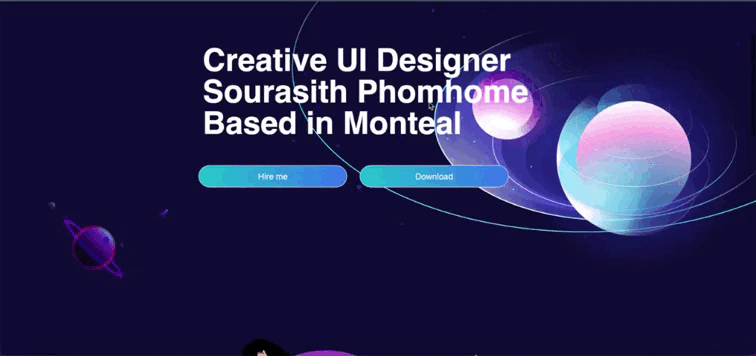 Creative UI Designer
Sourasith Phomhome
Based in Monteal
Hire me
Download